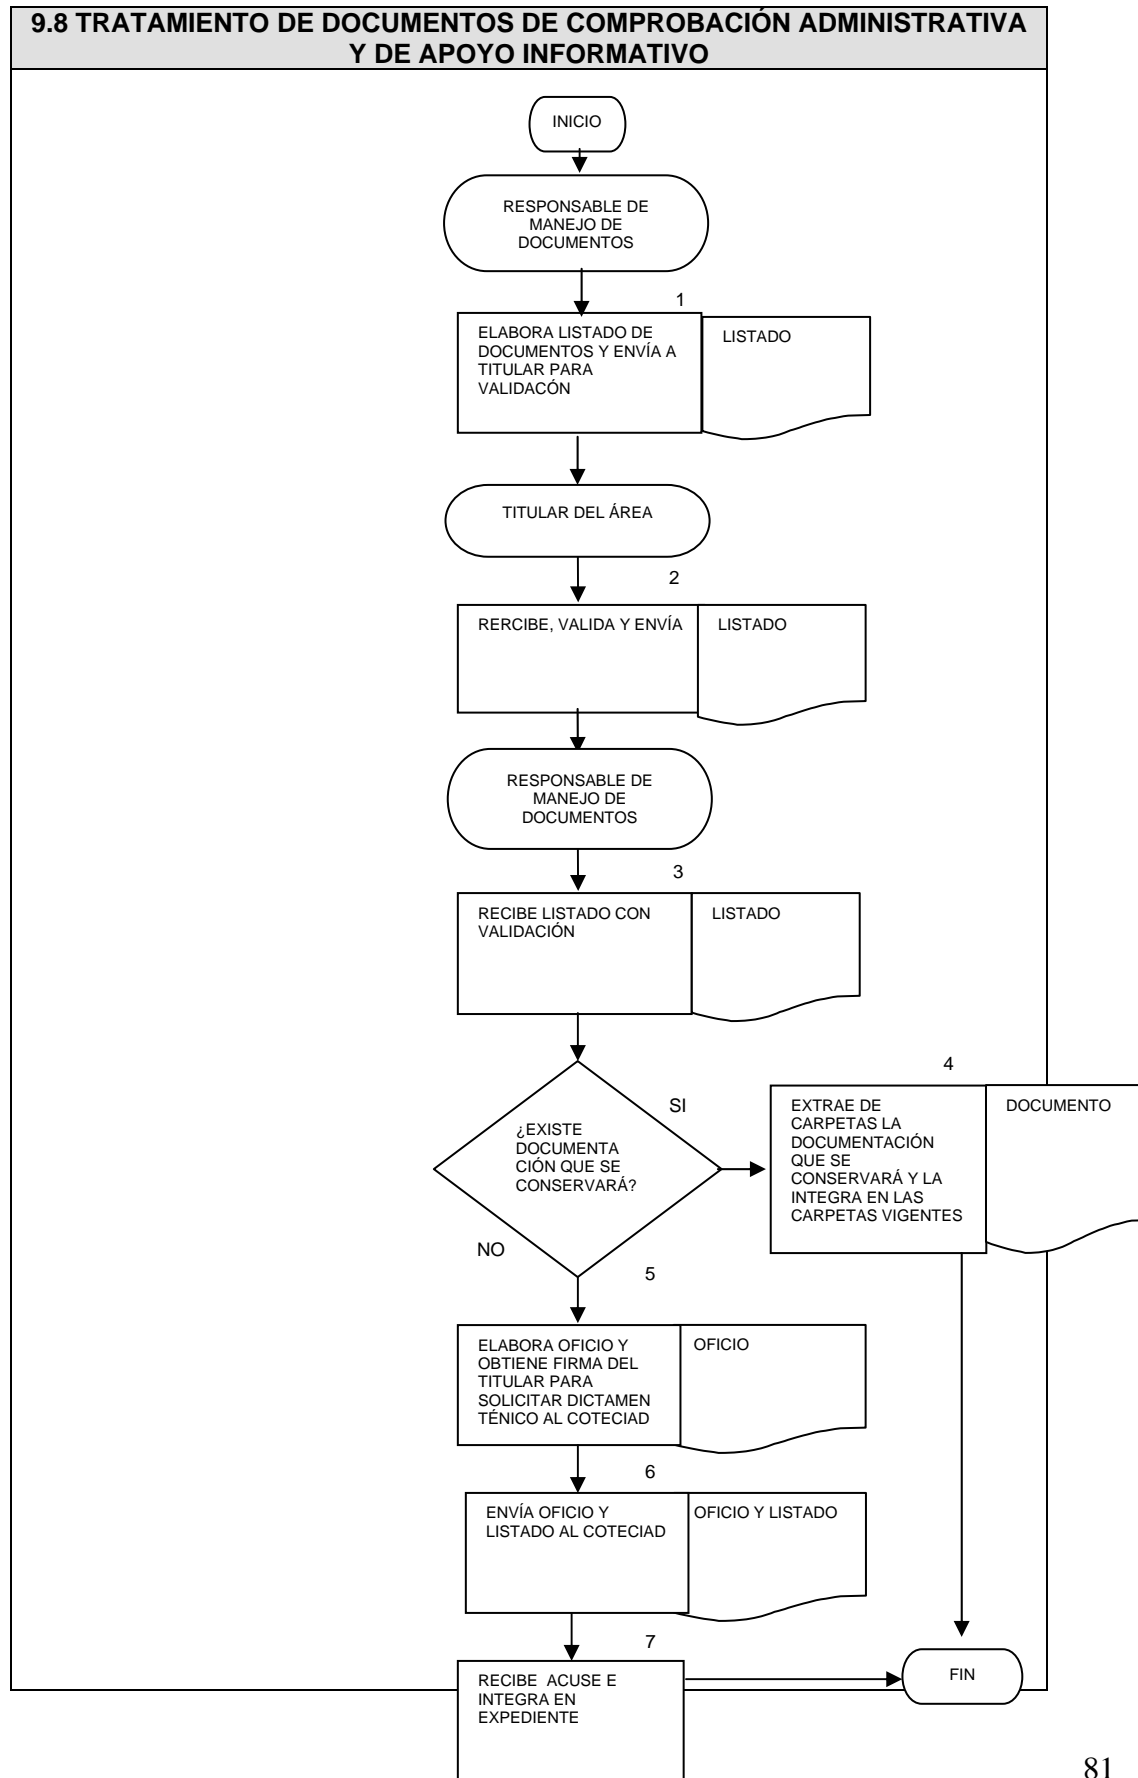 9.8 TRATAMIENTO DE DOCUMENTOS DE COMPROBACIÓN ADMINISTRATIVA
Y DE APOYO INFORMATIVO
INICIO
RESPONSABLE DE
MANEJO DE
DOCUMENTOS
1
ELABORA LISTADO DE
DOCUMENTOS Y ENVÍA A
TITULAR PARA
VALIDACÓN
LISTADO
TITULAR DEL ÁREA
2
RERCIBE, VALIDA Y ENVÍA
LISTADO
RESPONSABLE DE
MANEJO DE
DOCUMENTOS
3
RECIBE LISTADO CON
VALIDACIÓN
LISTADO
¿EXISTE
DOCUMENTA
CIÓN QUE SE
CONSERVARÁ?
SI
4
EXTRAE DE
CARPETAS LA
DOCUMENTACIÓN
QUE SE
CONSERVARÁ Y LA
INTEGRA EN LAS
CARPETAS VIGENTES
DOCUMENTO
NO
5
ELABORA OFICIO Y
OBTIENE FIRMA DEL
TITULAR PARA
SOLICITAR DICTAMEN
TÉNICO AL COTECIAD
OFICIO
6
ENVÍA OFICIO Y
LISTADO AL COTECIAD
OFICIO Y LISTADO
7
RECIBE ACUSE E
INTEGRA EN
EXPEDIENTE
FIN
81